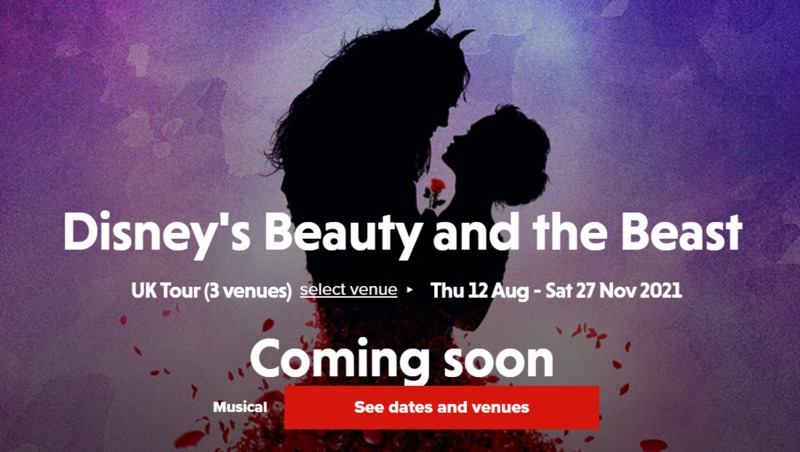 Disney's Beauty and the Beast
UK Tour (3 venues) select venue ▸ Thu 12 Aug - Sat 27 Nov 2021
Coming soon
Musical See dates and venues